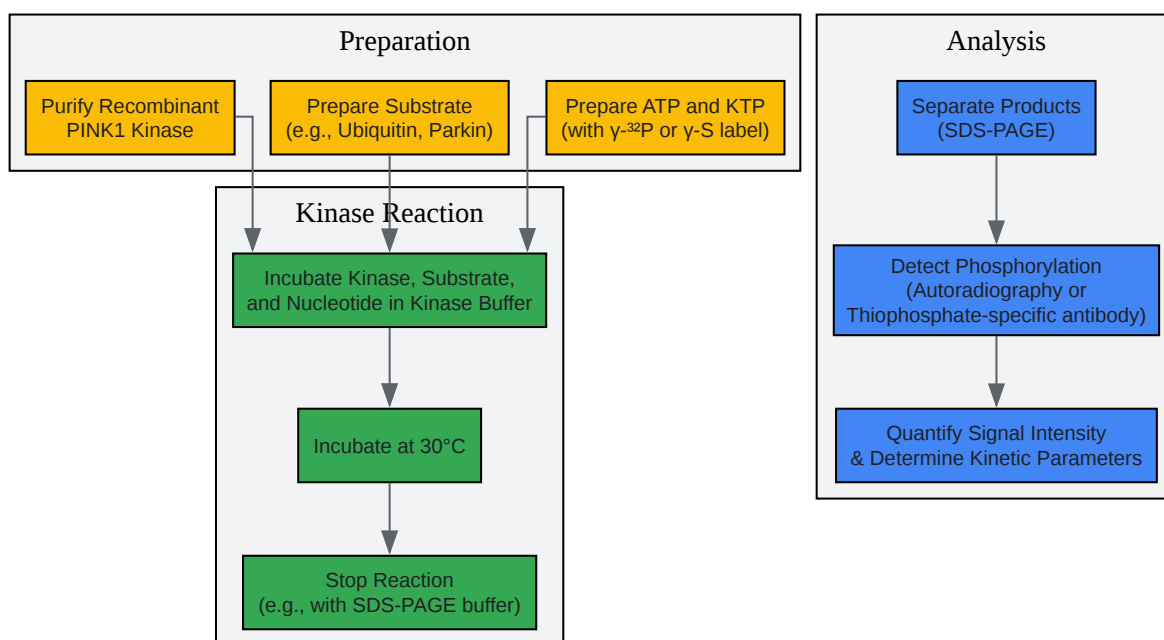 Preparation
Purify Recombinant
PINK1 Kinase
Prepare Substrate
(e.g., Ubiquitin, Parkin)
Prepare ATP and KTP
(with γ-³²P or γ-S label)
Kinase Reaction
Incubate Kinase, Substrate,
and Nucleotide in Kinase Buffer
Incubate at 30°C
Stop Reaction
(e.g., with SDS-PAGE buffer)
Analysis
Separate Products
(SDS-PAGE)
Detect Phosphorylation
(Autoradiography or
Thiophosphate-specific antibody)
Quantify Signal Intensity
& Determine Kinetic Parameters